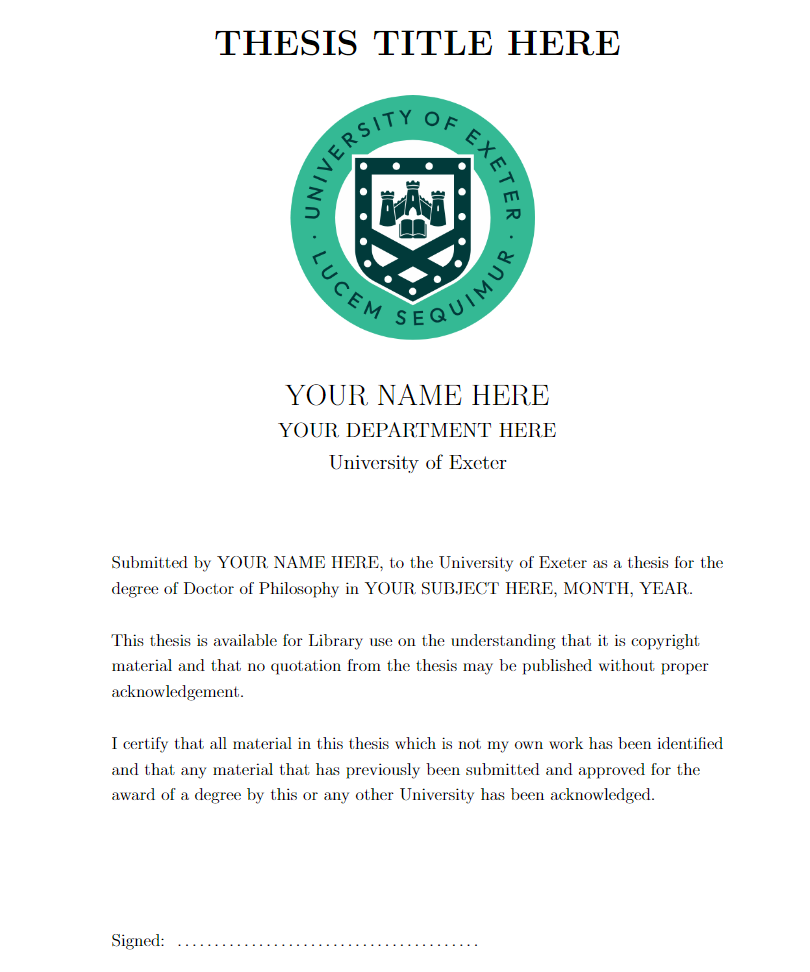 THESIS TITLE HERE
UNIVERSITY OF EXETER
· LUCEM SEQUIMUR ·
YOUR NAME HERE
YOUR DEPARTMENT HERE
University of Exeter
Submitted by YOUR NAME HERE, to the University of Exeter as a thesis for the
degree of Doctor of Philosophy in YOUR SUBJECT HERE, MONTH, YEAR.
This thesis is available for Library use on the understanding that it is copyright
material and that no quotation from the thesis may be published without proper
acknowledgement.
I certify that all material in this thesis which is not my own work has been identified
and that any material that has previously been submitted and approved for the
award of a degree by this or any other University has been acknowledged.
Signed: .........................................